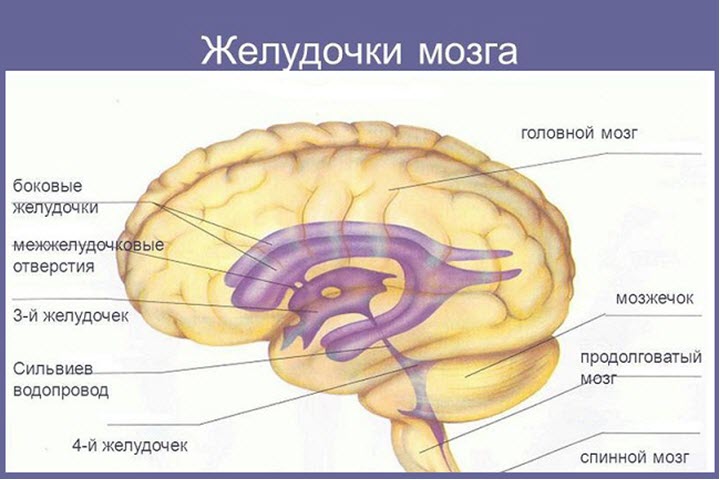 Желудочки мозга
головной мозг
боковые
желудочки
межжелудочковые
отверстия
мозжечок
3-й желудочек
продолговатый
мозг
Сильвиев
водопровод
4-й желудочек
спинной мозг